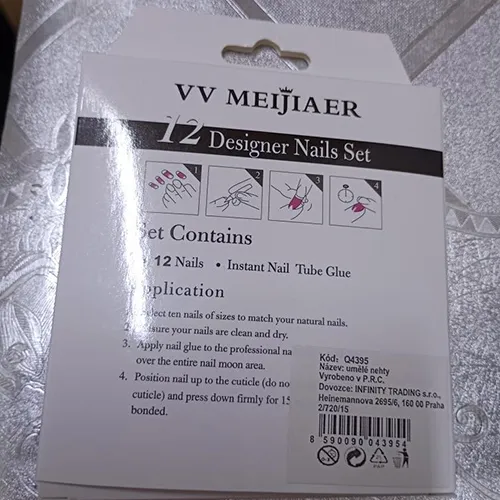 VV MEIJIAER
12 Designer Nails Set
1 2 3 4
Set Contains
12 Nails • Instant Nail Tube Glue
pplication
elect ten nails of sizes to match your natural nails.
2. sure your nails are clean and dry.
3. Apply nail glue to the professional na
over the entire nail moon area.
4. Position nail up to the cuticle (do no
cuticle) and press down firmly for 15
bonded.
Kód: Q4395
Název: umělé nehty
Vyrobeno v P.R.C.
Dovozce: INFINITY TRADING s.r.o.,
Heinemannova 2695/6, 160 00 Praha
2/720/15
8 590090 043954